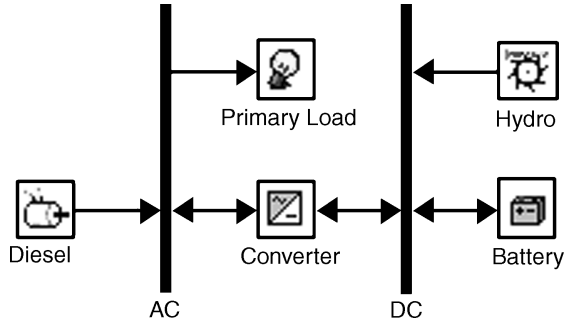 Primary Load
Hydro
Diesel
Converter
Battery
AC
DC